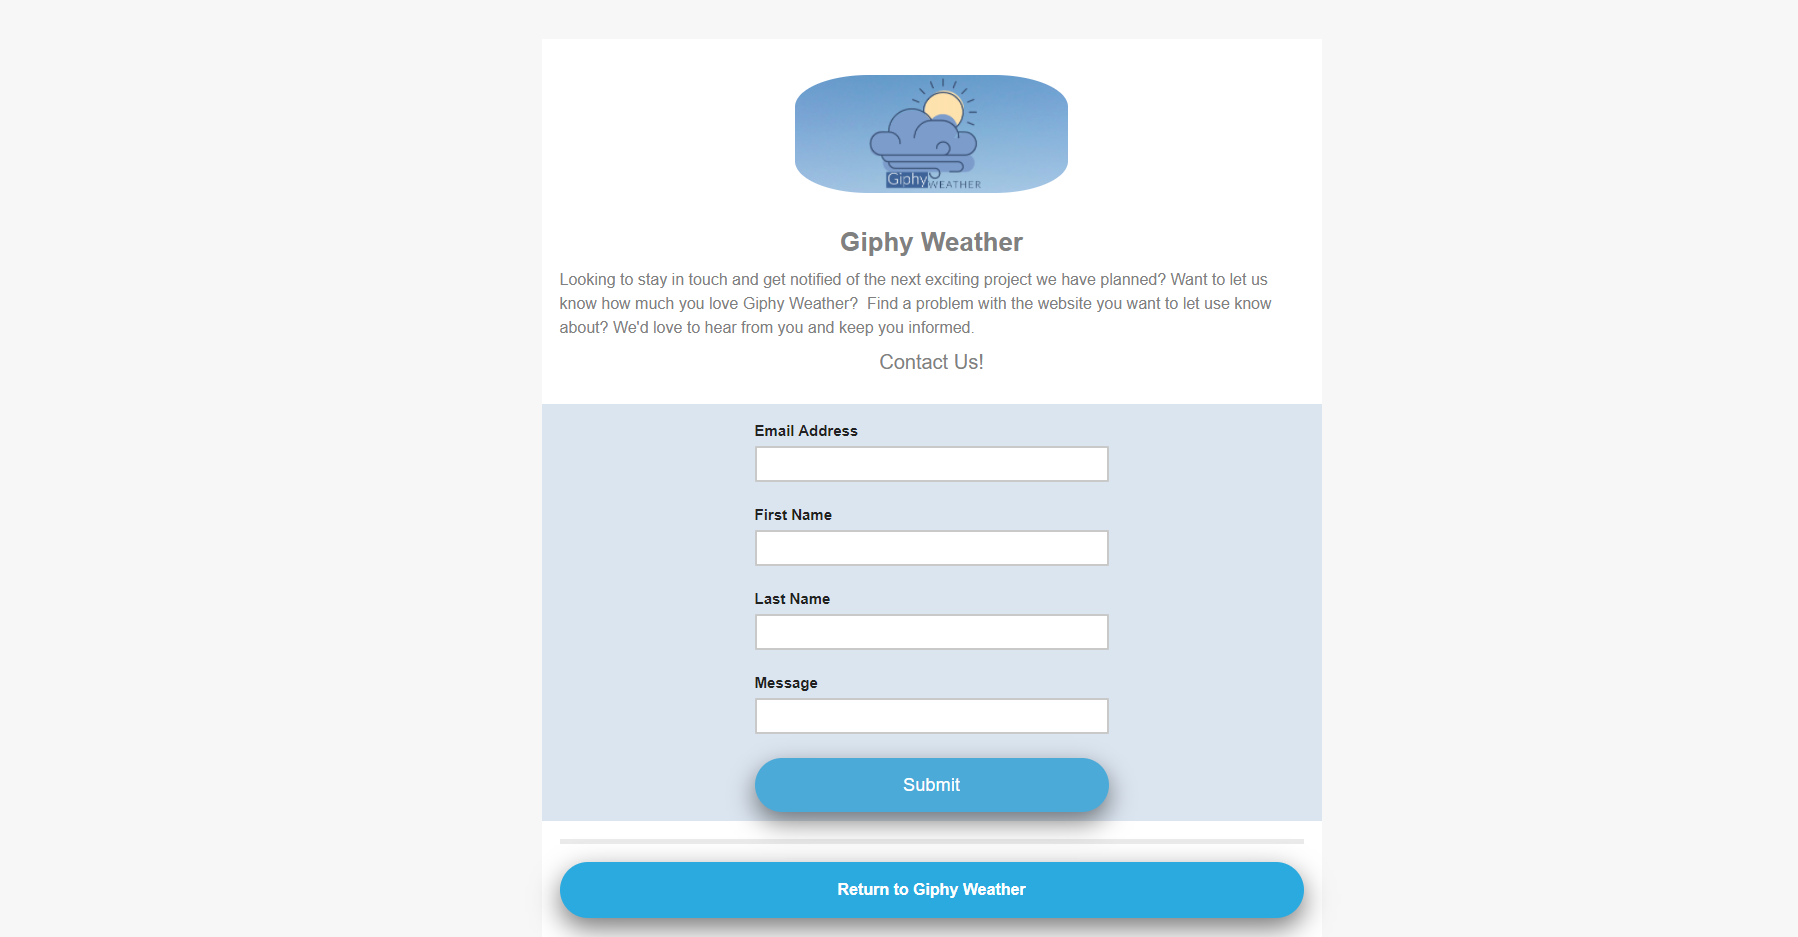 Giphy WEATHER
Giphy Weather
Looking to stay in touch and get notified of the next exciting project we have planned? Want to let us
know how much you love Giphy Weather?  Find a problem with the website you want to let use know
about? We'd love to hear from you and keep you informed.
Contact Us!
Email Address
First Name
Last Name
Message
Submit
Return to Giphy Weather